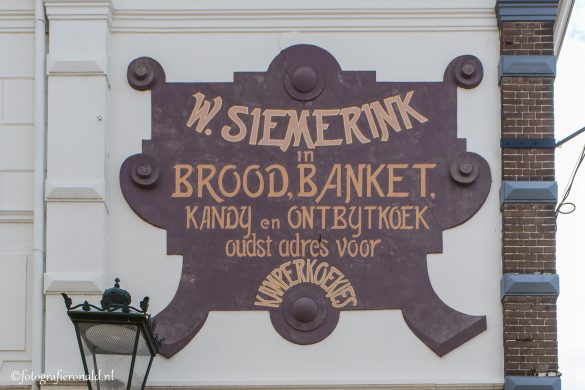 W. SIEMERINK
in
BROOD, BANKET,
KANDY en ONTBYTKOEK
oudst adres voor
KAMPERKOEKJES
©fotografieronald.nl